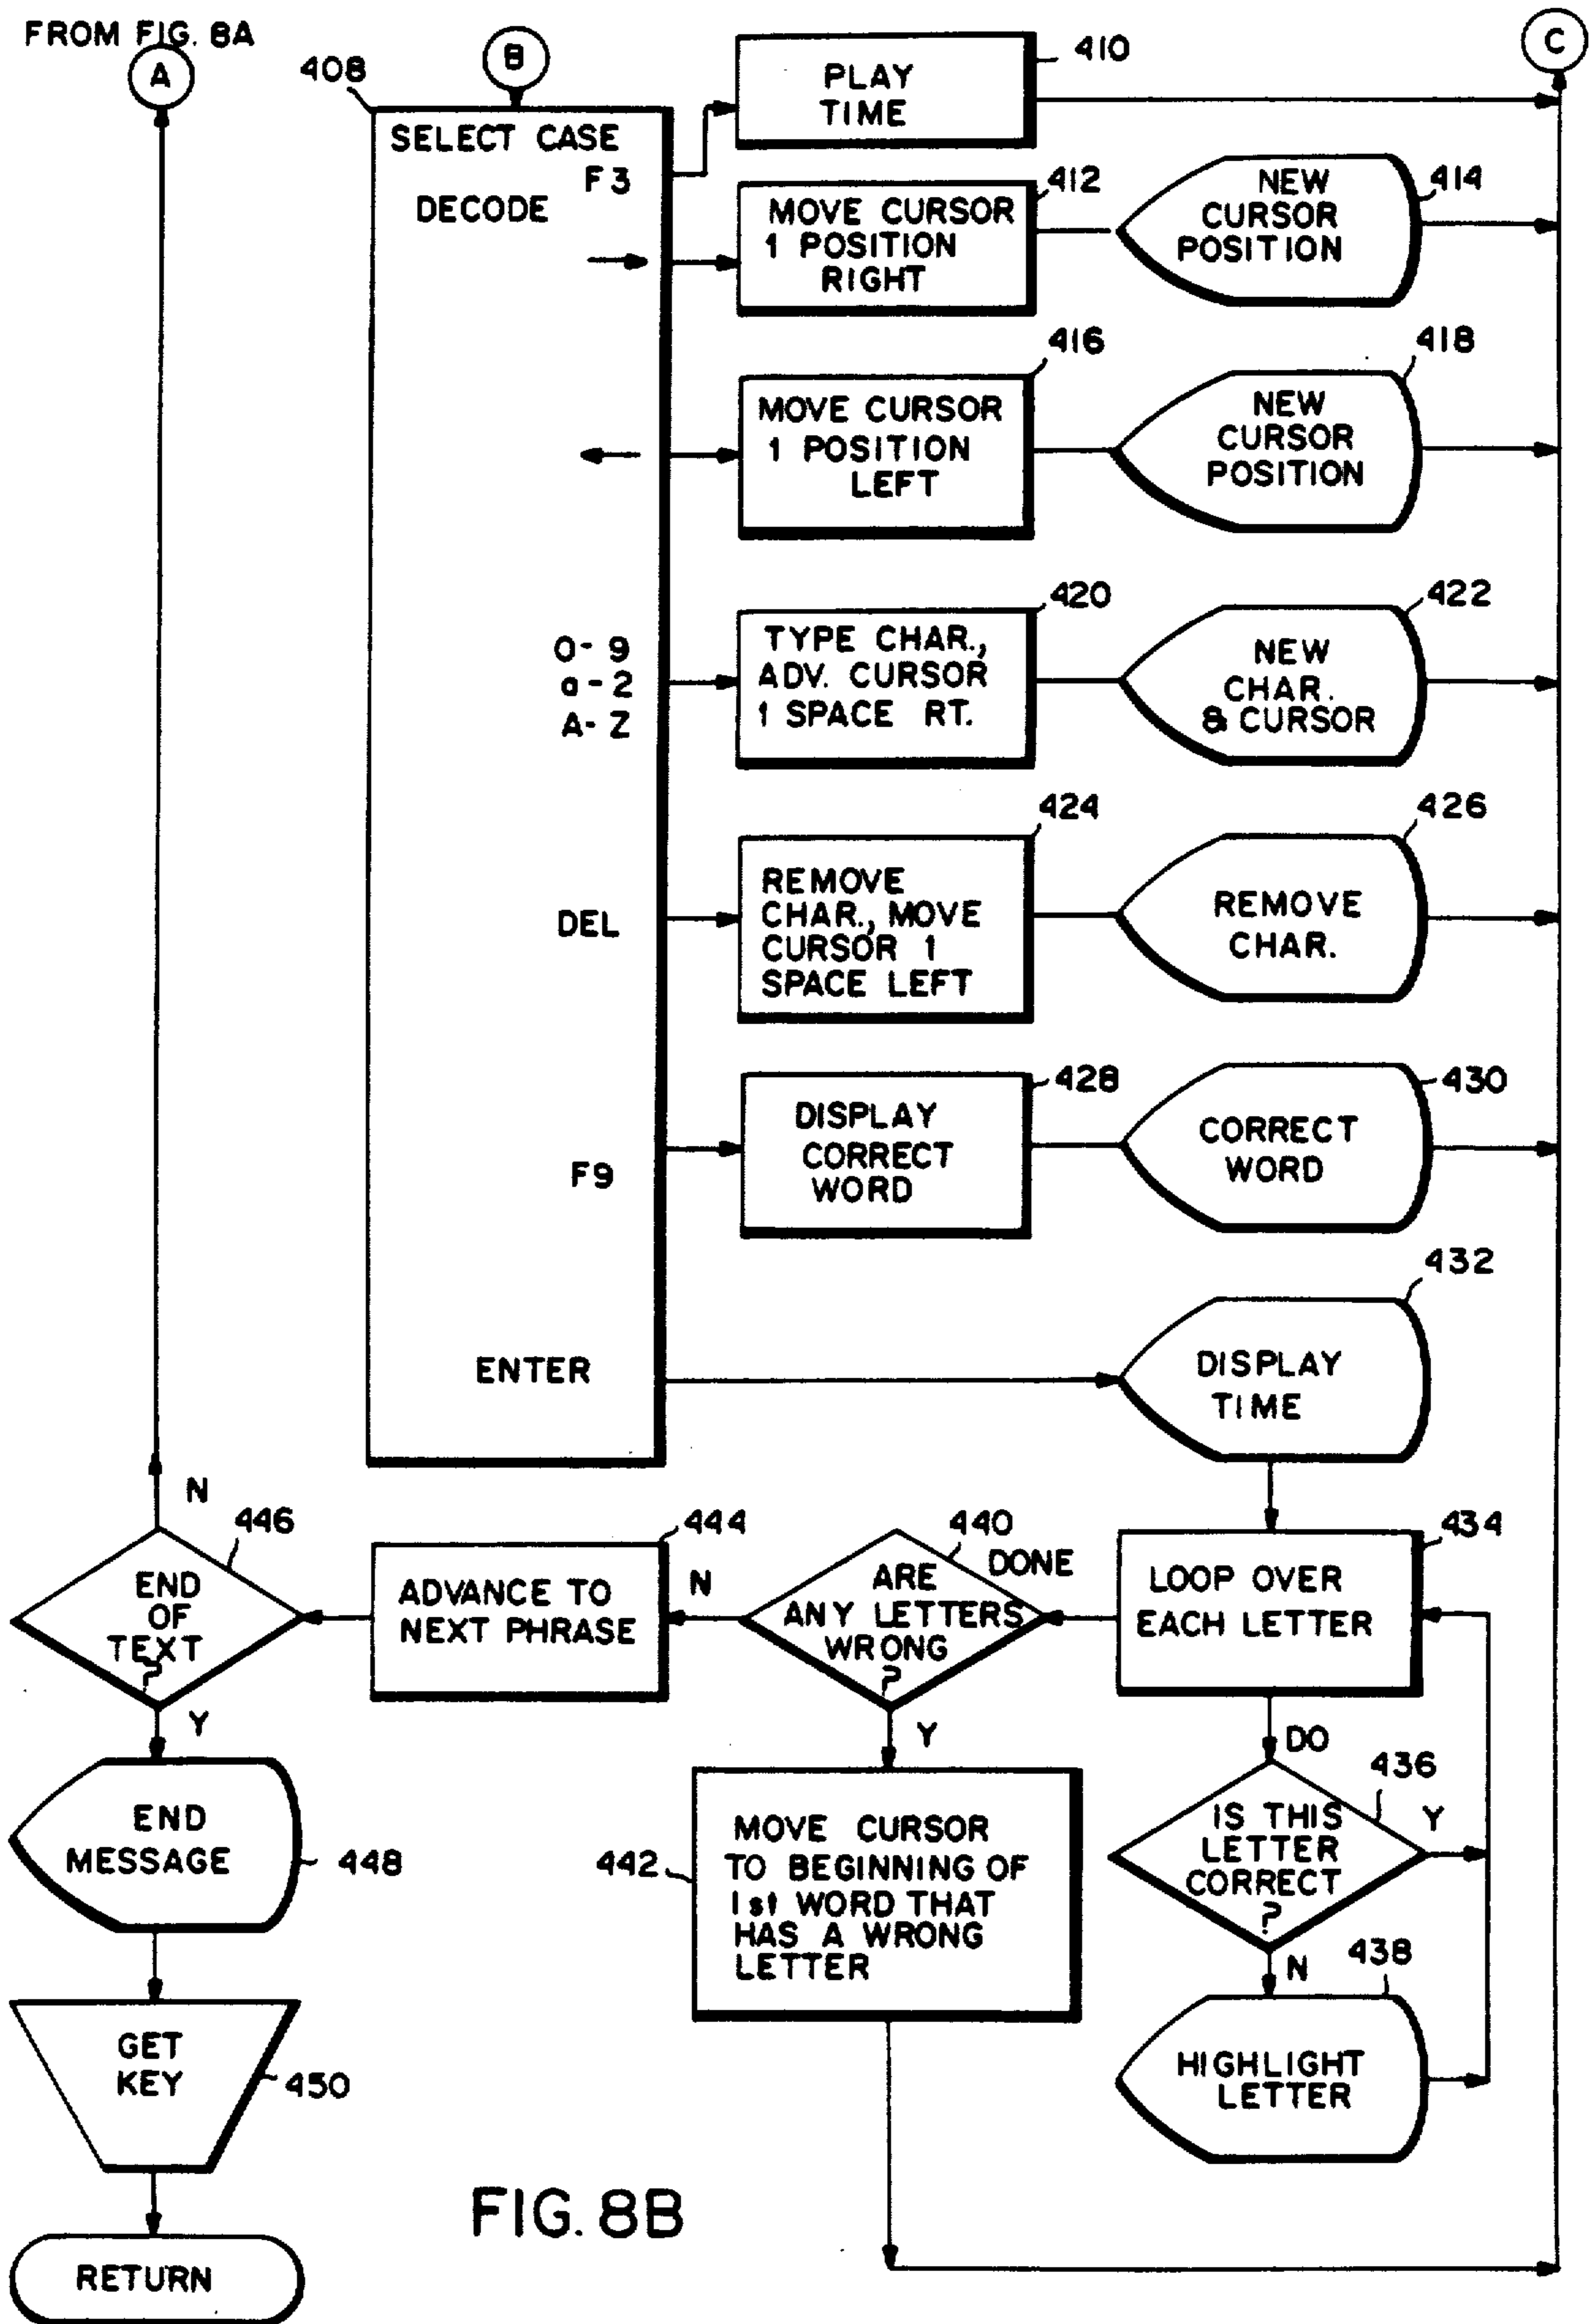 FROM FIG. 8A
A
B
C
408
SELECT CASE
F3
DECODE
410
PLAY
TIME
412
MOVE CURSOR
1 POSITION
RIGHT
414
NEW
CURSOR
POSITION
416
MOVE CURSOR
1 POSITION
LEFT
418
NEW
CURSOR
POSITION
0-9
a-2
A-Z
420
TYPE CHAR.,
ADV. CURSOR
1 SPACE RT.
422
NEW
CHAR.
& CURSOR
DEL
424
REMOVE
CHAR., MOVE
CURSOR 1
SPACE LEFT
426
REMOVE
CHAR.
F9
428
DISPLAY
CORRECT
WORD
430
CORRECT
WORD
ENTER
432
DISPLAY
TIME
434
LOOP OVER
EACH LETTER
DO
436
IS THIS
LETTER
CORRECT
?
Y
N
438
HIGHLIGHT
LETTER
440
DONE
ARE
ANY LETTERS
WRONG
?
N
Y
442
MOVE CURSOR
TO BEGINNING OF
1st WORD THAT
HAS A WRONG
LETTER
444
ADVANCE TO
NEXT PHRASE
446
END
OF
TEXT
?
N
Y
END
MESSAGE
448
GET
KEY
450
RETURN
FIG. 8B